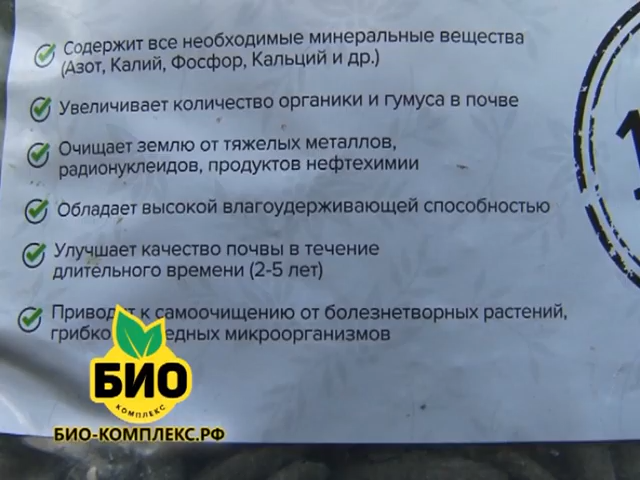 Содержит все необходимые минеральные вещества
(Азот, Калий, Фосфор, Кальций и др.)
Увеличивает количество органики и гумуса в почве
Очищает землю от тяжелых металлов,
радионуклеидов, продуктов нефтехимии
Обладает высокой влагоудерживающей способностью
Улучшает качество почвы в течение
длительного времени (2-5 лет)
к самоочищению от болезнетворных растений,
микроорганизмов
БИО
КОМПЛЕКС
БИО-КОМПЛЕКС.РФ